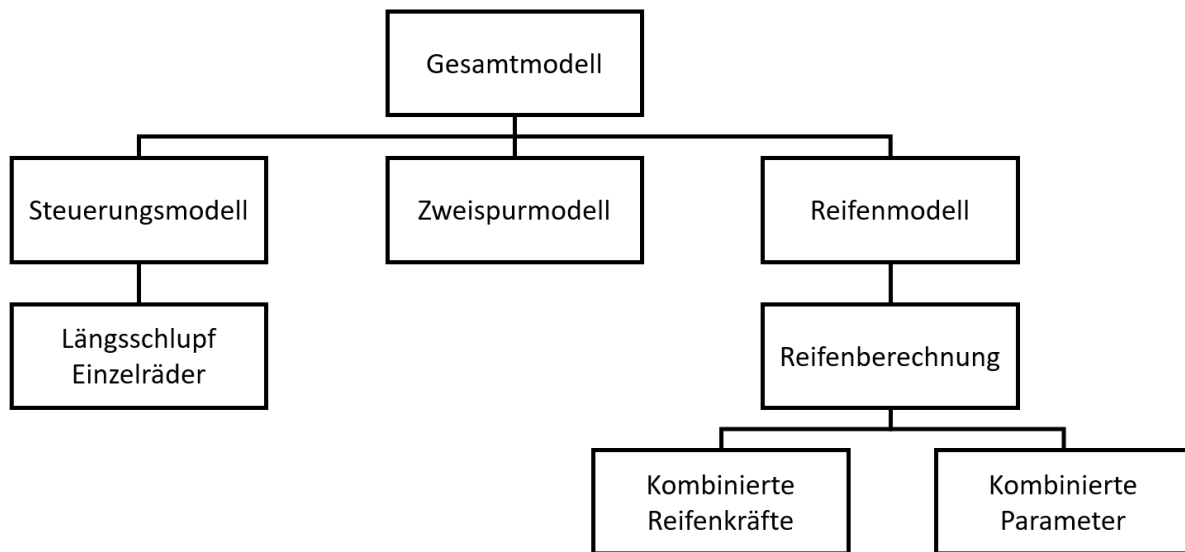 Gesamtmodell
Steuerungsmodell
Zweispurmodell
Reifenmodell
Längsschlupf
Einzelräder
Reifenberechnung
Kombinierte
Reifenkräfte
Kombinierte
Parameter